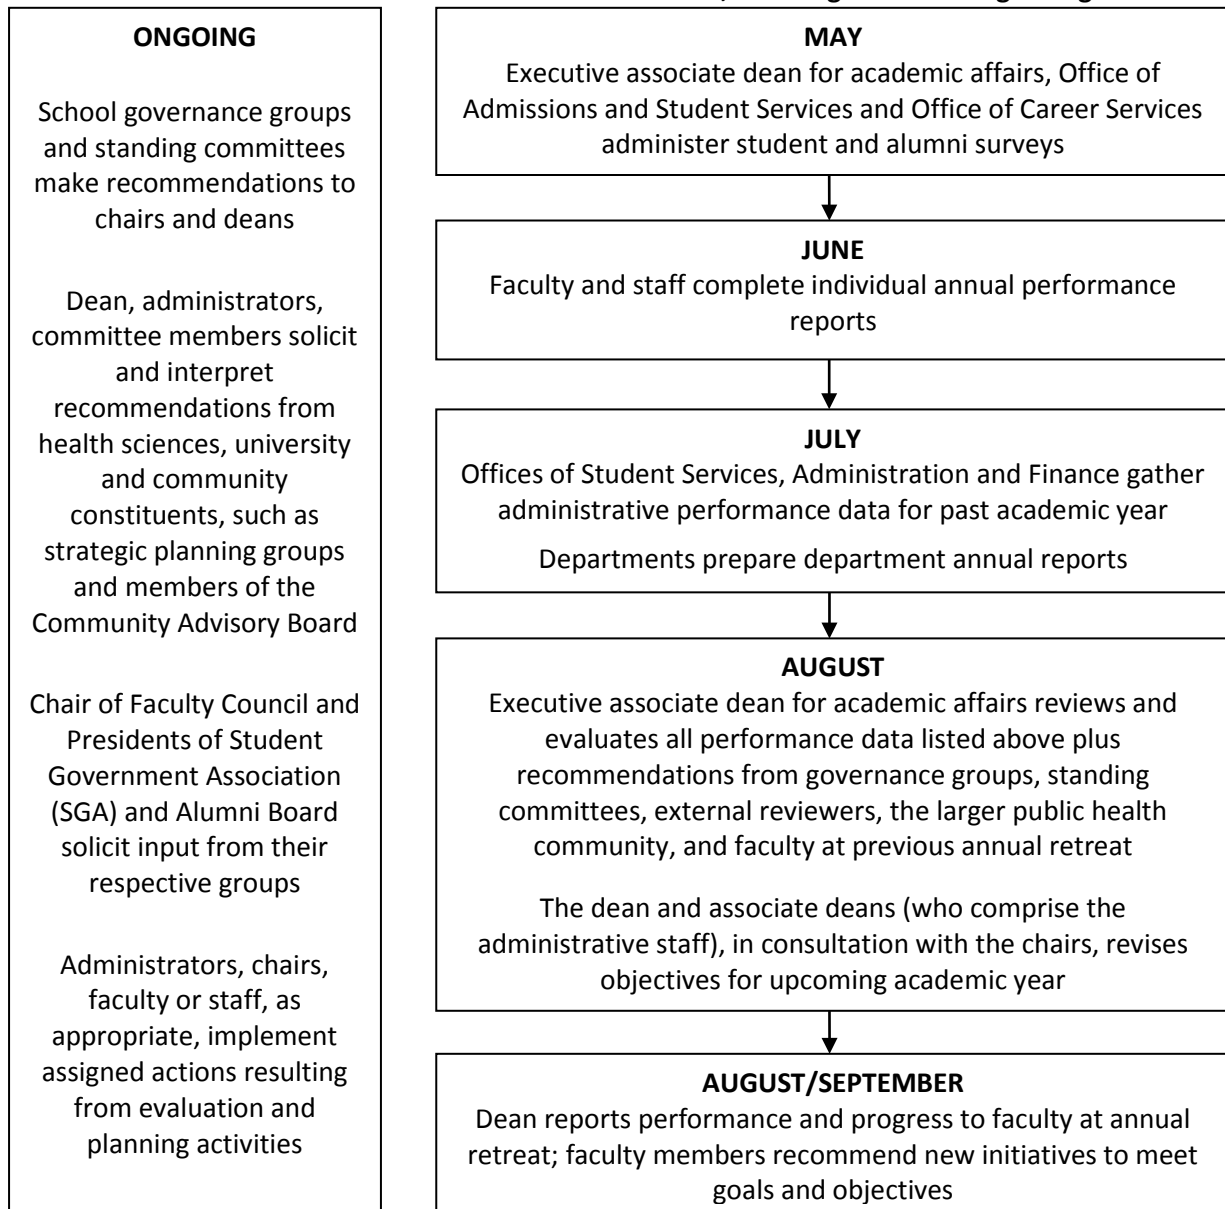 ONGOING
School governance groups
and standing committees
make recommendations to
chairs and deans
Dean, administrators,
committee members solicit
and interpret
recommendations from
health sciences, university
and community
constituents, such as
strategic planning groups
and members of the
Community Advisory Board
Chair of Faculty Council and
Presidents of Student
Government Association
(SGA) and Alumni Board
solicit input from their
respective groups
Administrators, chairs,
faculty or staff, as
appropriate, implement
assigned actions resulting
from evaluation and
planning activities
MAY
Executive associate dean for academic affairs, Office of
Admissions and Student Services and Office of Career Services
administer student and alumni surveys
JUNE
Faculty and staff complete individual annual performance
reports
JULY
Offices of Student Services, Administration and Finance gather
administrative performance data for past academic year
Departments prepare department annual reports
AUGUST
Executive associate dean for academic affairs reviews and
evaluates all performance data listed above plus
recommendations from governance groups, standing
committees, external reviewers, the larger public health
community, and faculty at previous annual retreat
The dean and associate deans (who comprise the
administrative staff), in consultation with the chairs, revises
objectives for upcoming academic year
AUGUST/SEPTEMBER
Dean reports performance and progress to faculty at annual
retreat; faculty members recommend new initiatives to meet
goals and objectives